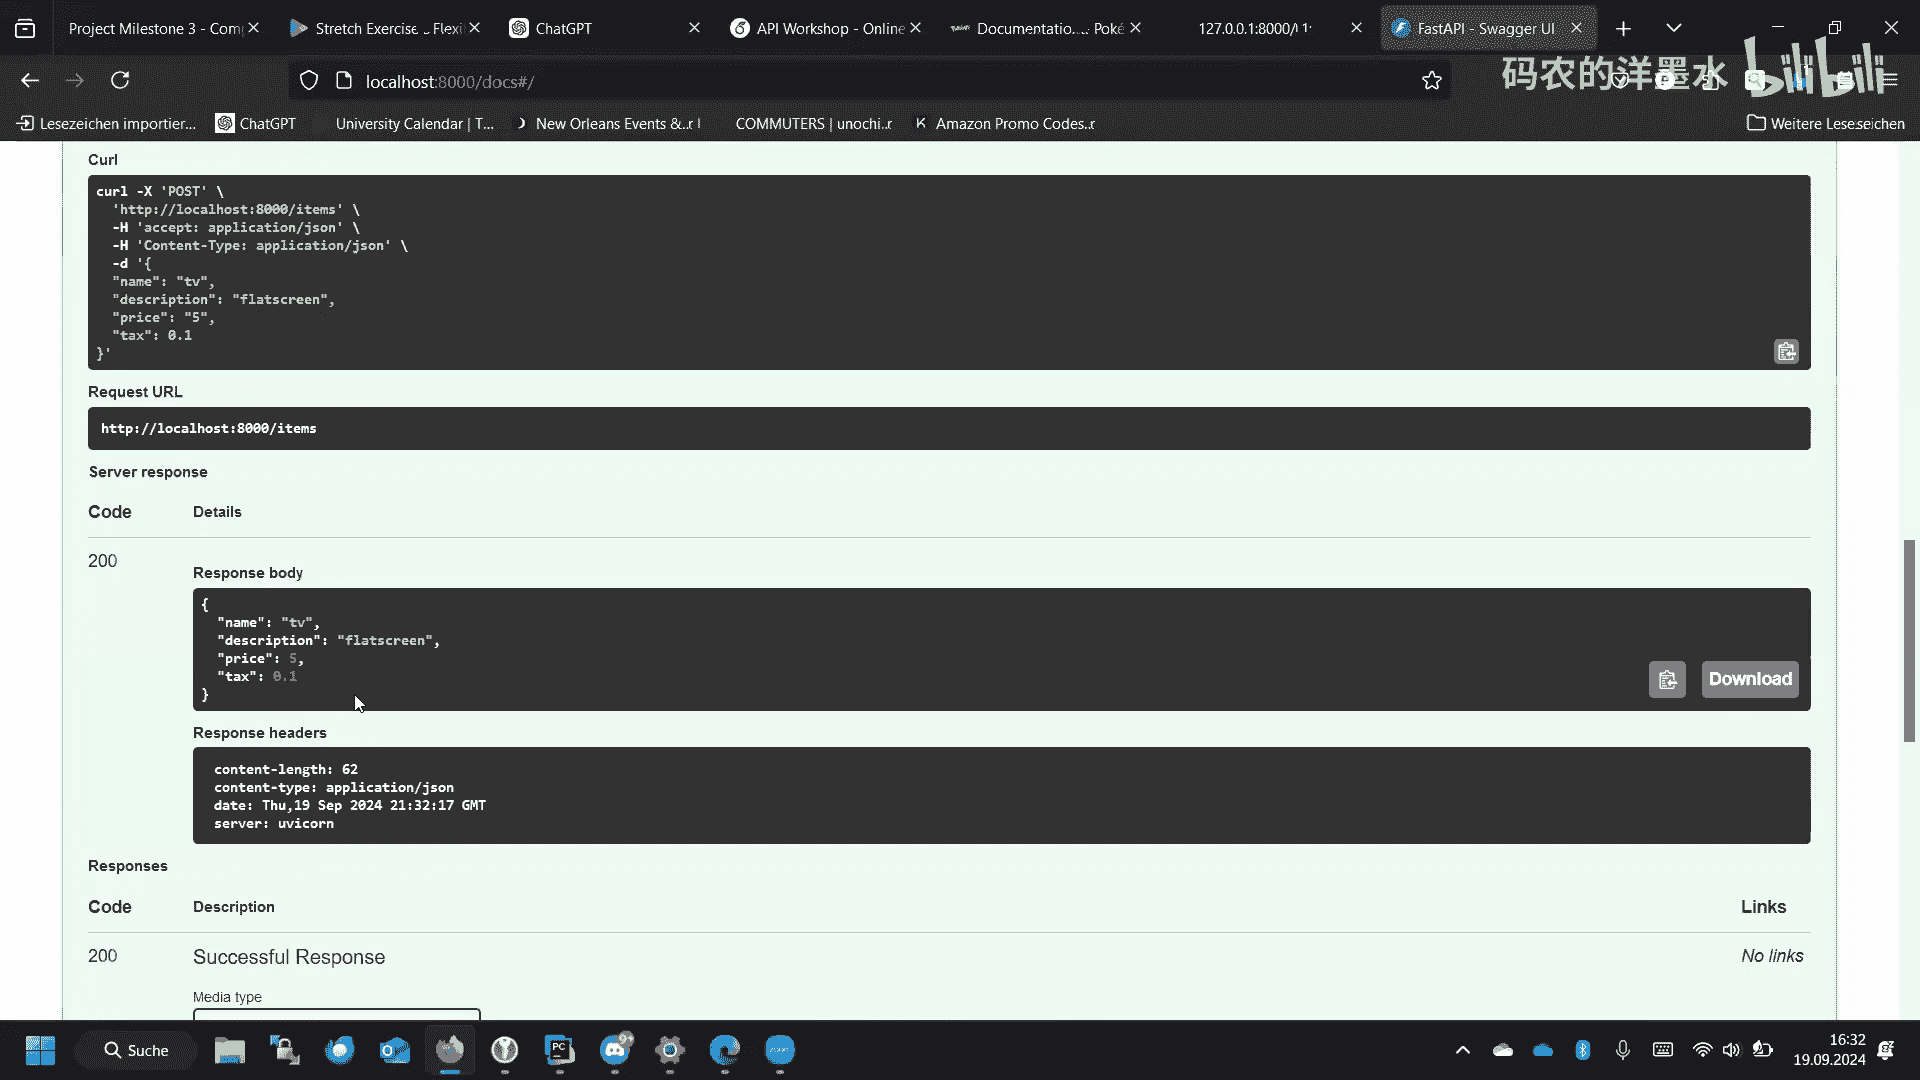 Project Milestone 3 - Com
Stretch Exercise
Flexi
ChatGPT
API Workshop - Online
Documentatio...: Poké
127.0.0.1:8000/
FastAPI - Swagger UI
localhost:8000/docs#/
码农的洋墨水 bilibili
Lesezeichen importier...
ChatGPT
University Calendar | T...
New Orleans Events &..r
COMMUTERS | unochi..r
Amazon Promo Codes..r
Weitere Lesezeichen
Curl
curl -X 'POST' \
'http://localhost:8000/items' \
-H 'accept: application/json' \
-H 'Content-Type: application/json' \
-d '{
"name": "tv",
"description": "flatscreen",
"price": "5",
"tax": 0.1
}'
Request URL
http://localhost:8000/items
Server response
Code Details
200
Response body
{
"name": "tv",
"description": "flatscreen",
"price": 5,
"tax": 0.1
}
Download
Response headers
content-length: 62
content-type: application/json
date: Thu,19 Sep 2024 21:32:17 GMT
server: uvicorn
Responses
Code Description Links
200 Successful Response No links
Media type
Suche
PC
9+
zoom
16:32
19.09.2024